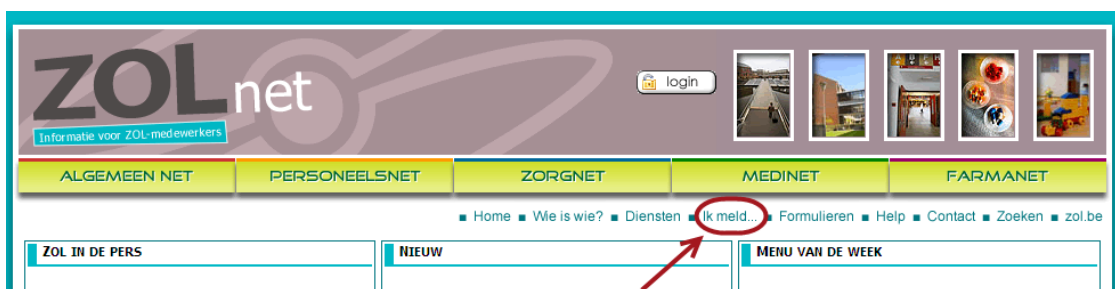 ZOL net
login
Informatie voor ZOL-medewerkers
ALGEMEEN NET PERSONEELSNET ZORGNET MEDINET FARMANET
Home Wie is wie? Diensten Ik meld... Formulieren Help Contact Zoeken zol.be
ZOL IN DE PERS NIEUW MENU VAN DE WEEK